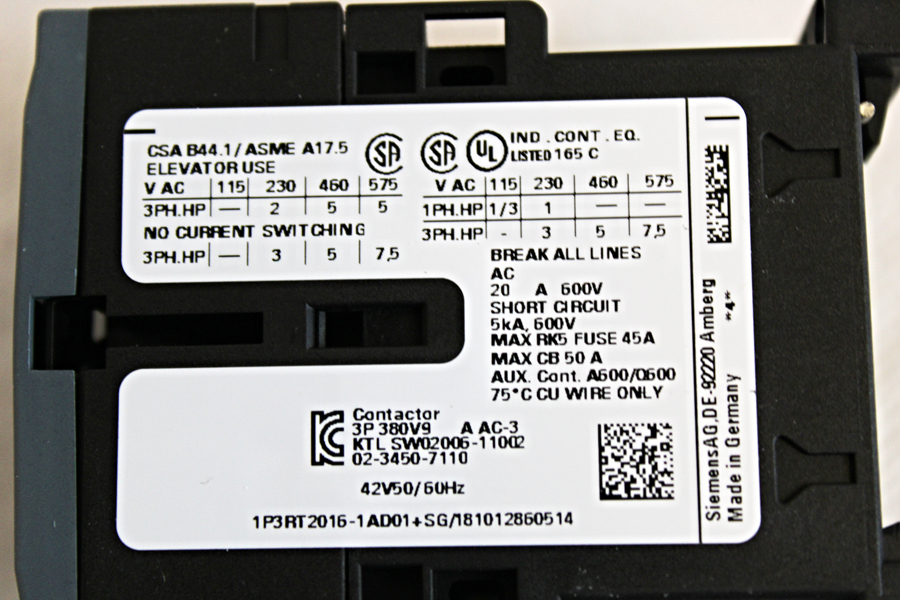 CSA B44.1/ASME A17.5
ELEVATOR USE
V AC 115 230 460 575
3PH.HP — 2 5 5
NO CURRENT SWITCHING
3PH.HP — 3 5 7,5
IND. CONT. EQ.
LISTED 165 C
V AC 115 230 460 575
1PH.HP 1/3 1 — —
3PH.HP - 3 5 7,5
BREAK ALL LINES
AC
20 A 600V
SHORT CIRCUIT
5kA, 600V
MAX RK5 FUSE 45A
MAX CB 50 A
AUX. Cont. A600/Q600
75°C CU WIRE ONLY
Contactor
3P 380V9 A AC-3
KTL SW02006-11002
02-3450-7110
42V50/60Hz
1P3RT2016-1AD01+SG/181012860514
SiemensAG,DE-92220 Amberg
Made in Germany
*4*